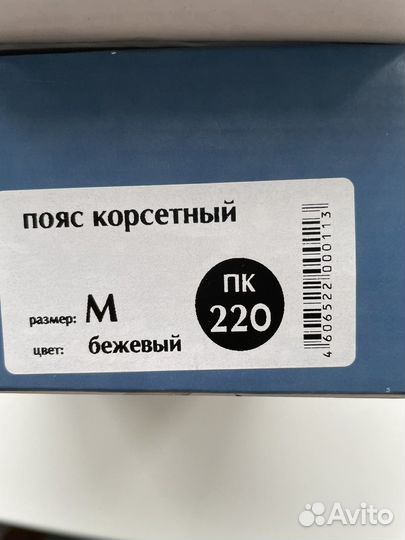 пояс корсетный
размер: M
цвет: бежевый
ПК
220
4606522000113
Avito